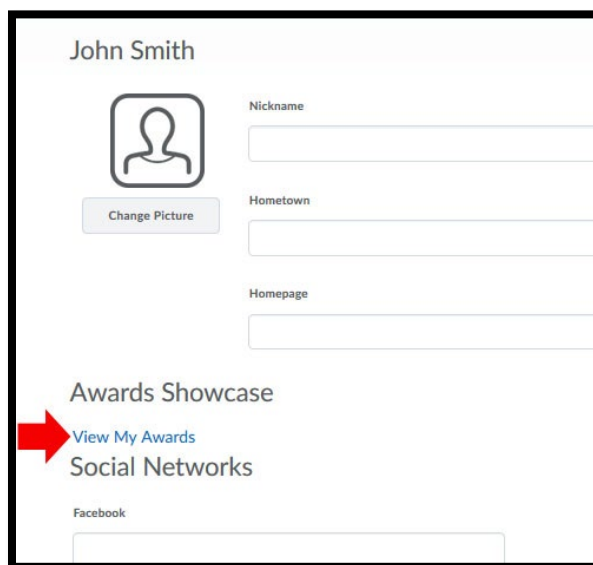 John Smith
Nickname
Change Picture
Hometown
Homepage
Awards Showcase
View My Awards
Social Networks
Facebook